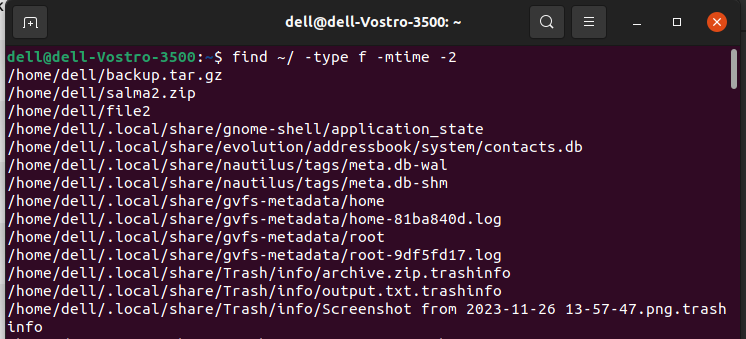 dell@dell-Vostro-3500: ~
dell@dell-Vostro-3500:~$ find ~/ -type f -mtime -2
/home/dell/backup.tar.gz
/home/dell/salma2.zip
/home/dell/file2
/home/dell/.local/share/gnome-shell/application_state
/home/dell/.local/share/evolution/addressbook/system/contacts.db
/home/dell/.local/share/nautilus/tags/meta.db-wal
/home/dell/.local/share/nautilus/tags/meta.db-shm
/home/dell/.local/share/gvfs-metadata/home
/home/dell/.local/share/gvfs-metadata/home-81ba840d.log
/home/dell/.local/share/gvfs-metadata/root
/home/dell/.local/share/gvfs-metadata/root-9df5fd17.log
/home/dell/.local/share/Trash/info/archive.zip.trashinfo
/home/dell/.local/share/Trash/info/output.txt.trashinfo
/home/dell/.local/share/Trash/info/Screenshot from 2023-11-26 13-57-47.png.trash
info